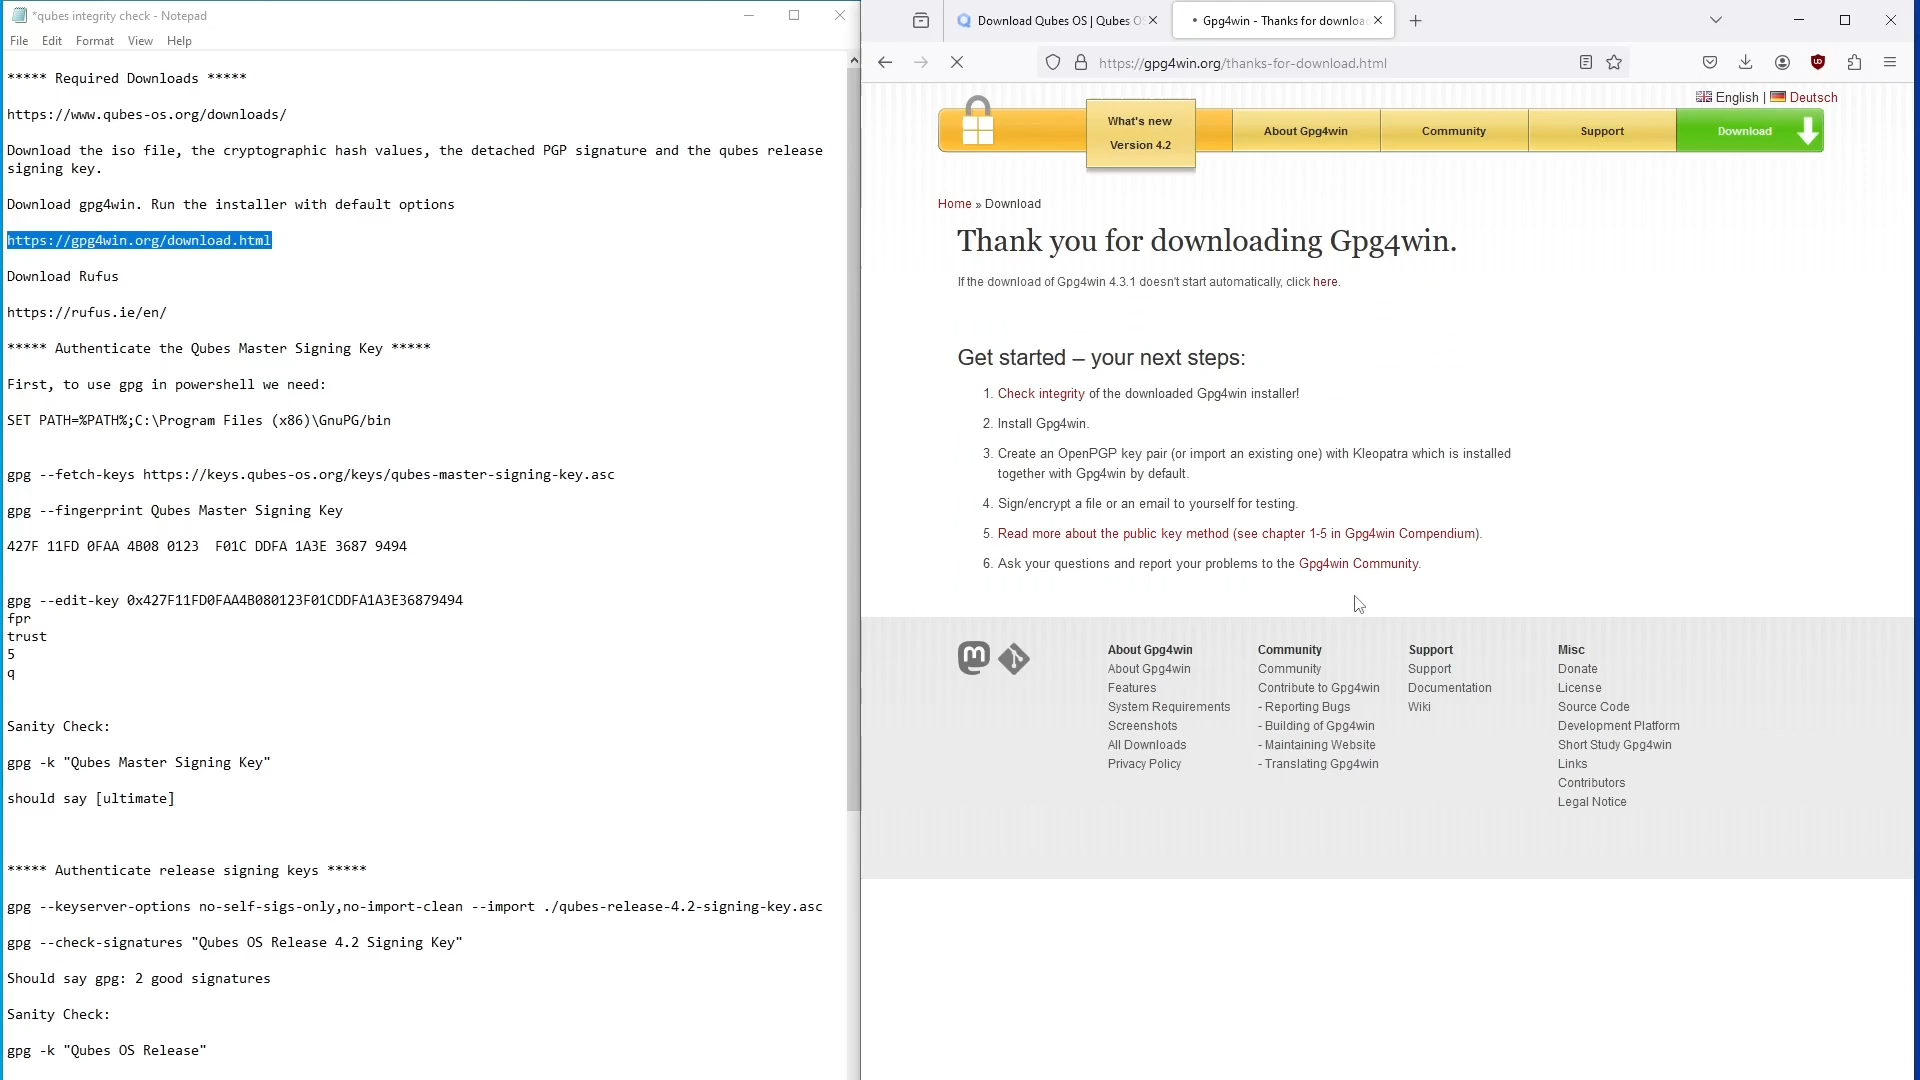 *qubes integrity check - Notepad
File Edit Format View Help
***** Required Downloads *****
https://www.qubes-os.org/downloads/
Download the iso file, the cryptographic hash values, the detached PGP signature and the qubes release
signing key.
Download gpg4win. Run the installer with default options
https://gpg4win.org/download.html
Download Rufus
https://rufus.ie/en/
***** Authenticate the Qubes Master Signing Key *****
First, to use gpg in powershell we need:
SET PATH=%PATH%;C:\Program Files (x86)\GnuPG/bin
gpg --fetch-keys https://keys.qubes-os.org/keys/qubes-master-signing-key.asc
gpg --fingerprint Qubes Master Signing Key
427F 11FD 0FAA 4B08 0123  F01C DDFA 1A3E 3687 9494
gpg --edit-key 0x427F11FD0FAA4B080123F01CDDFA1A3E36879494
fpr
trust
5
q
Sanity Check:
gpg -k "Qubes Master Signing Key"
should say [ultimate]
***** Authenticate release signing keys *****
gpg --keyserver-options no-self-sigs-only,no-import-clean --import ./qubes-release-4.2-signing-key.asc
gpg --check-signatures "Qubes OS Release 4.2 Signing Key"
Should say gpg: 2 good signatures
Sanity Check:
gpg -k "Qubes OS Release"
Download Qubes OS | Qubes OS
Gpg4win - Thanks for downloa
https://gpg4win.org/thanks-for-download.html
English | Deutsch
What's new
Version 4.2
About Gpg4win
Community
Support
Download
Home » Download
Thank you for downloading Gpg4win.
If the download of Gpg4win 4.3.1 doesn't start automatically, click here.
Get started – your next steps:
1. Check integrity of the downloaded Gpg4win installer!
2. Install Gpg4win.
3. Create an OpenPGP key pair (or import an existing one) with Kleopatra which is installed
together with Gpg4win by default.
4. Sign/encrypt a file or an email to yourself for testing.
5. Read more about the public key method (see chapter 1-5 in Gpg4win Compendium).
6. Ask your questions and report your problems to the Gpg4win Community.
About Gpg4win
About Gpg4win
Features
System Requirements
Screenshots
All Downloads
Privacy Policy
Community
Community
Contribute to Gpg4win
- Reporting Bugs
- Building of Gpg4win
- Maintaining Website
- Translating Gpg4win
Support
Support
Documentation
Wiki
Misc
Donate
License
Source Code
Development Platform
Short Study Gpg4win
Links
Contributors
Legal Notice